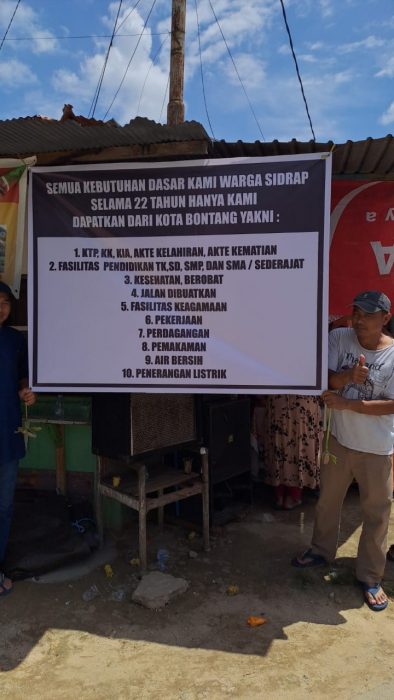 SEMUA KEBUTUHAN DASAR KAMI WARGA SIDRAP
SELAMA 22 TAHUN HANYA KAMI
DAPATKAN DARI KOTA BONTANG YAKNI :
1. KTP, KK, KIA, AKTE KELAHIRAN, AKTE KEMATIAN
2. FASILITAS PENDIDIKAN TK,SD, SMP, DAN SMA / SEDERAJAT
3. KESEHATAN, BEROBAT
4. JALAN DIBUATKAN
5. FASILITAS KEAGAMAAN
6. PEKERJAAN
7. PERDAGANGAN
8. PEMAKAMAN
9. AIR BERSIH
10. PENERANGAN LISTRIK